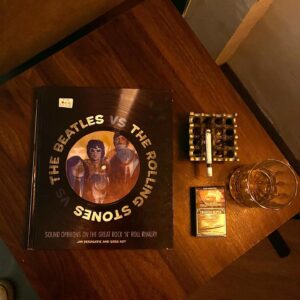 THE BEATLES VS THE ROLLING STONES VS
SOUND OPINIONS ON THE GREAT ROCK 'N' ROLL RIVALRY
JIM DEROGATIS AND GREG KOT